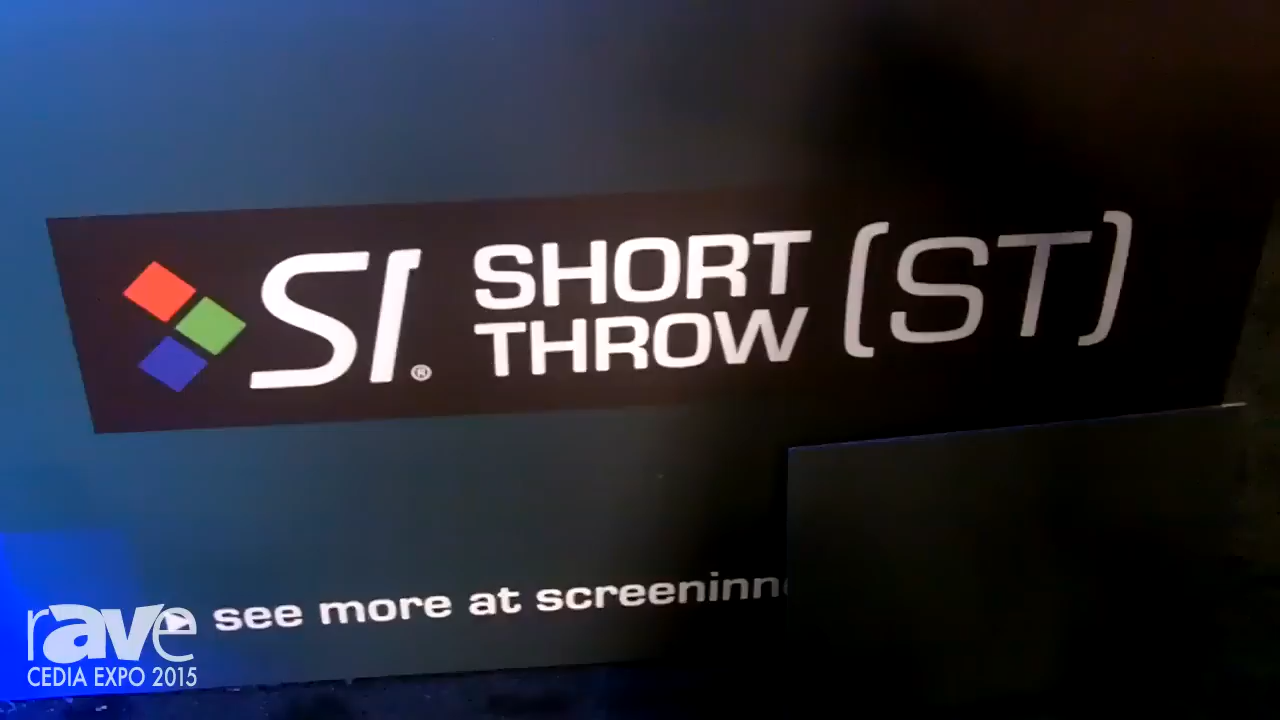 SI® SHORT THROW (ST)
see more at screeninn
rave
CEDIA EXPO 2015